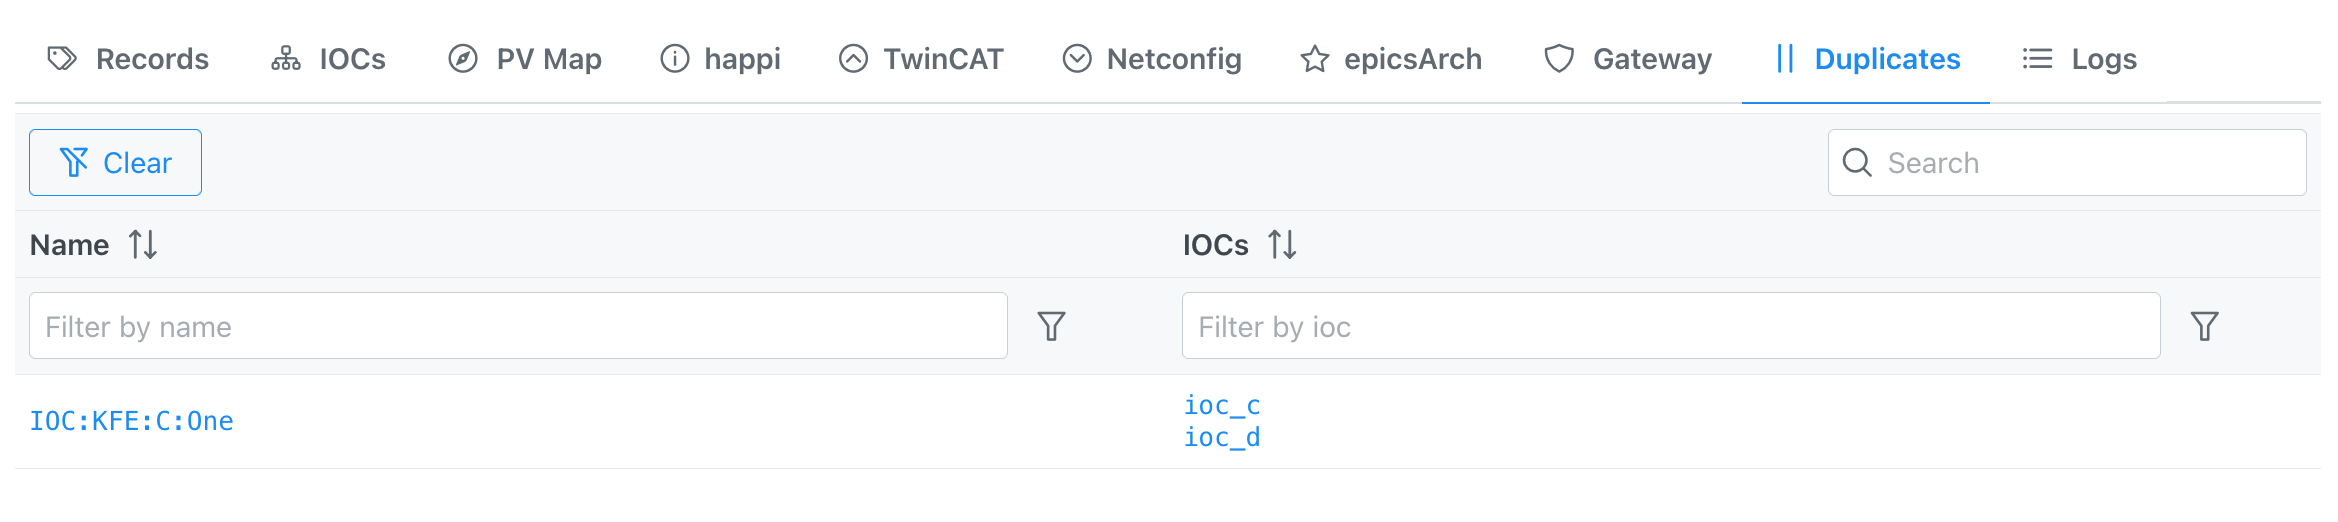 Records IOCs PV Map happi TwinCAT Netconfig epicsArch Gateway Duplicates Logs
Clear Search
Name IOCs
Filter by name Filter by ioc
IOC:KFE:C:One
ioc_c
ioc_d